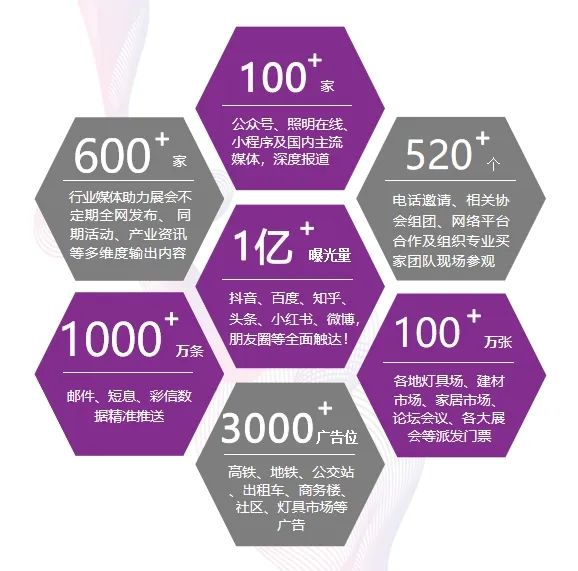 100+家
公众号、照明在线、
小程序及国内主流
媒体，深度报道
600+家
行业媒体助力展会不
定期全网发布、同
期活动、产业资讯
等多维度输出内容
520+个
电话邀请、相关协
会组团、网络平台
合作及组织专业买
家团队现场参观
1亿+曝光量
抖音、百度、知乎、
头条、小红书、微博，
朋友圈等全面触达！
1000+万条
邮件、短息、彩信数
据精准推送
100+万张
各地灯具场、建材
市场、家居市场、
论坛会议、各大展
会等派发门票
3000+广告位
高铁、地铁、公交站
、出租车、商务楼、
社区、灯具市场等
广告